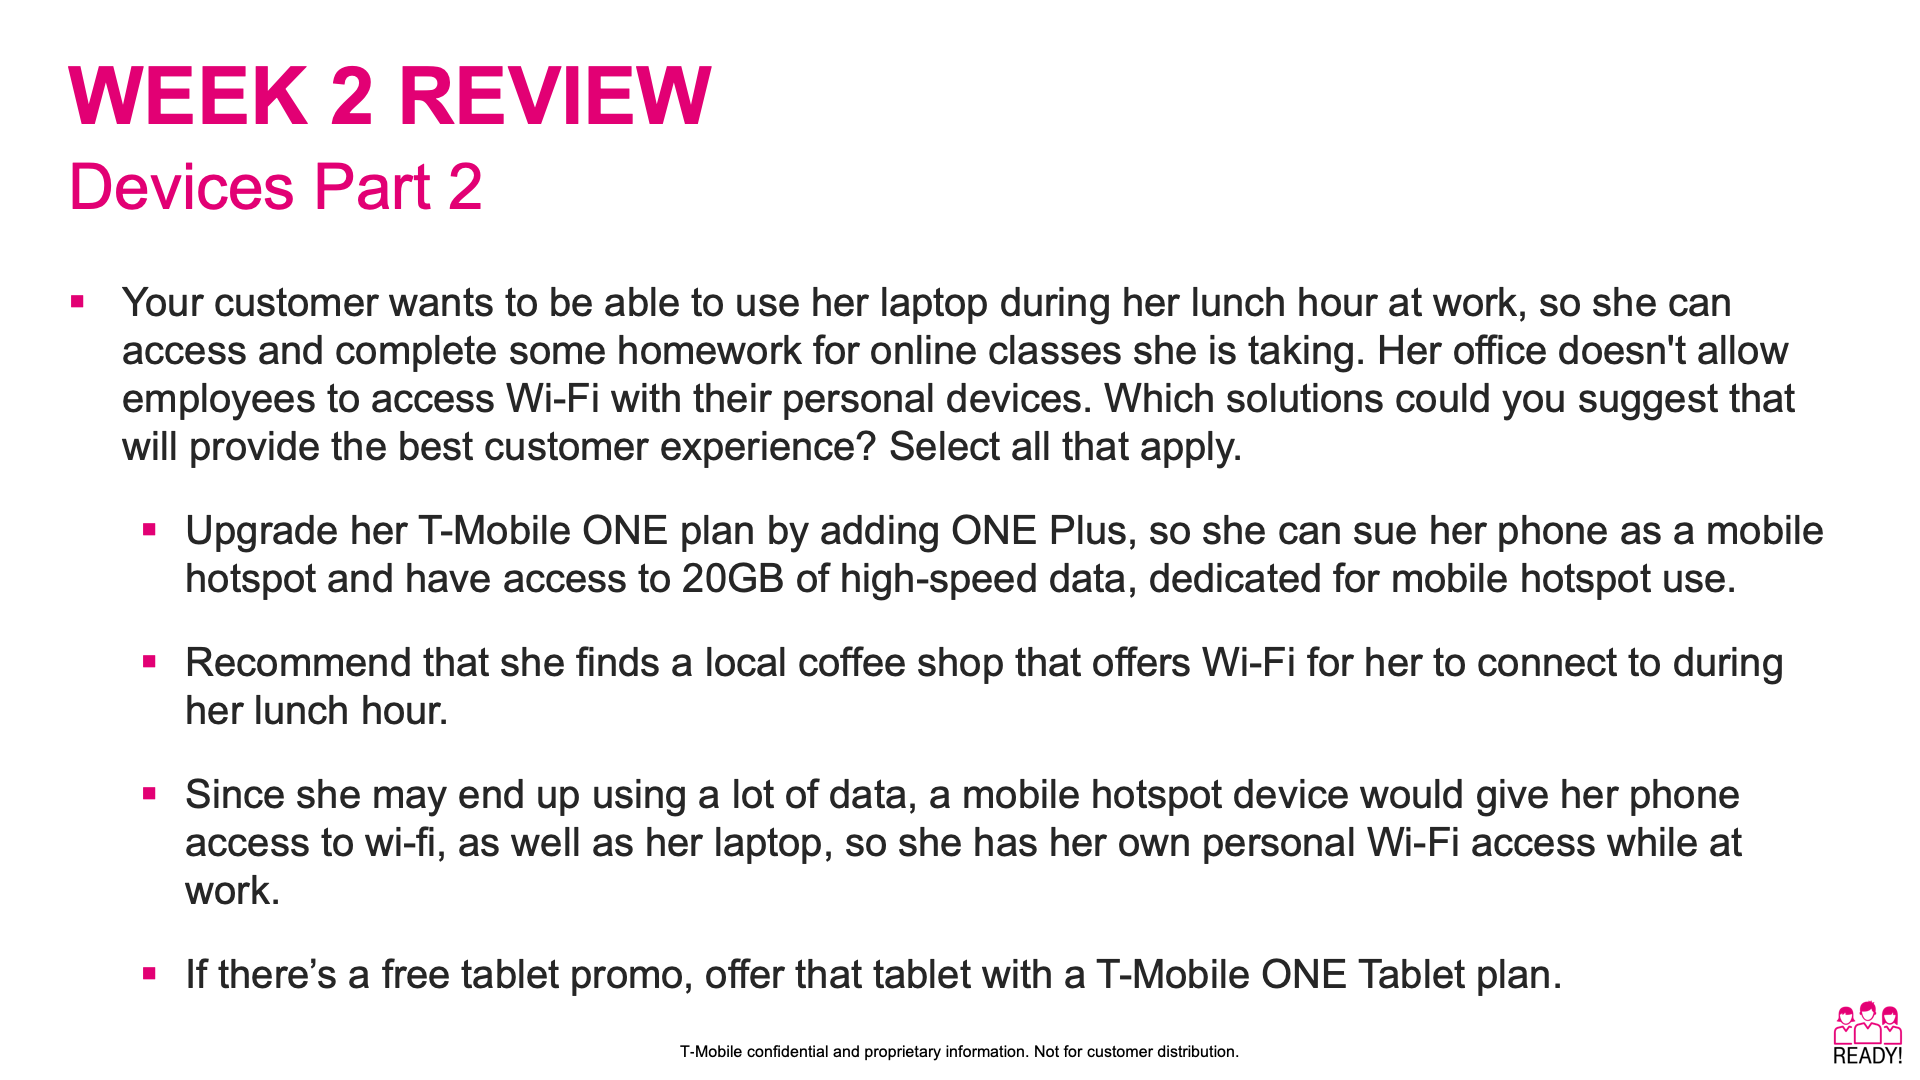 WEEK 2 REVIEW
Devices Part 2
▪ Your customer wants to be able to use her laptop during her lunch hour at work, so she can
access and complete some homework for online classes she is taking. Her office doesn't allow
employees to access Wi-Fi with their personal devices. Which solutions could you suggest that
will provide the best customer experience? Select all that apply.
▪ Upgrade her T-Mobile ONE plan by adding ONE Plus, so she can sue her phone as a mobile
hotspot and have access to 20GB of high-speed data, dedicated for mobile hotspot use.
▪ Recommend that she finds a local coffee shop that offers Wi-Fi for her to connect to during
her lunch hour.
▪ Since she may end up using a lot of data, a mobile hotspot device would give her phone
access to wi-fi, as well as her laptop, so she has her own personal Wi-Fi access while at
work.
▪ If there’s a free tablet promo, offer that tablet with a T-Mobile ONE Tablet plan.
T-Mobile confidential and proprietary information. Not for customer distribution.
READY!